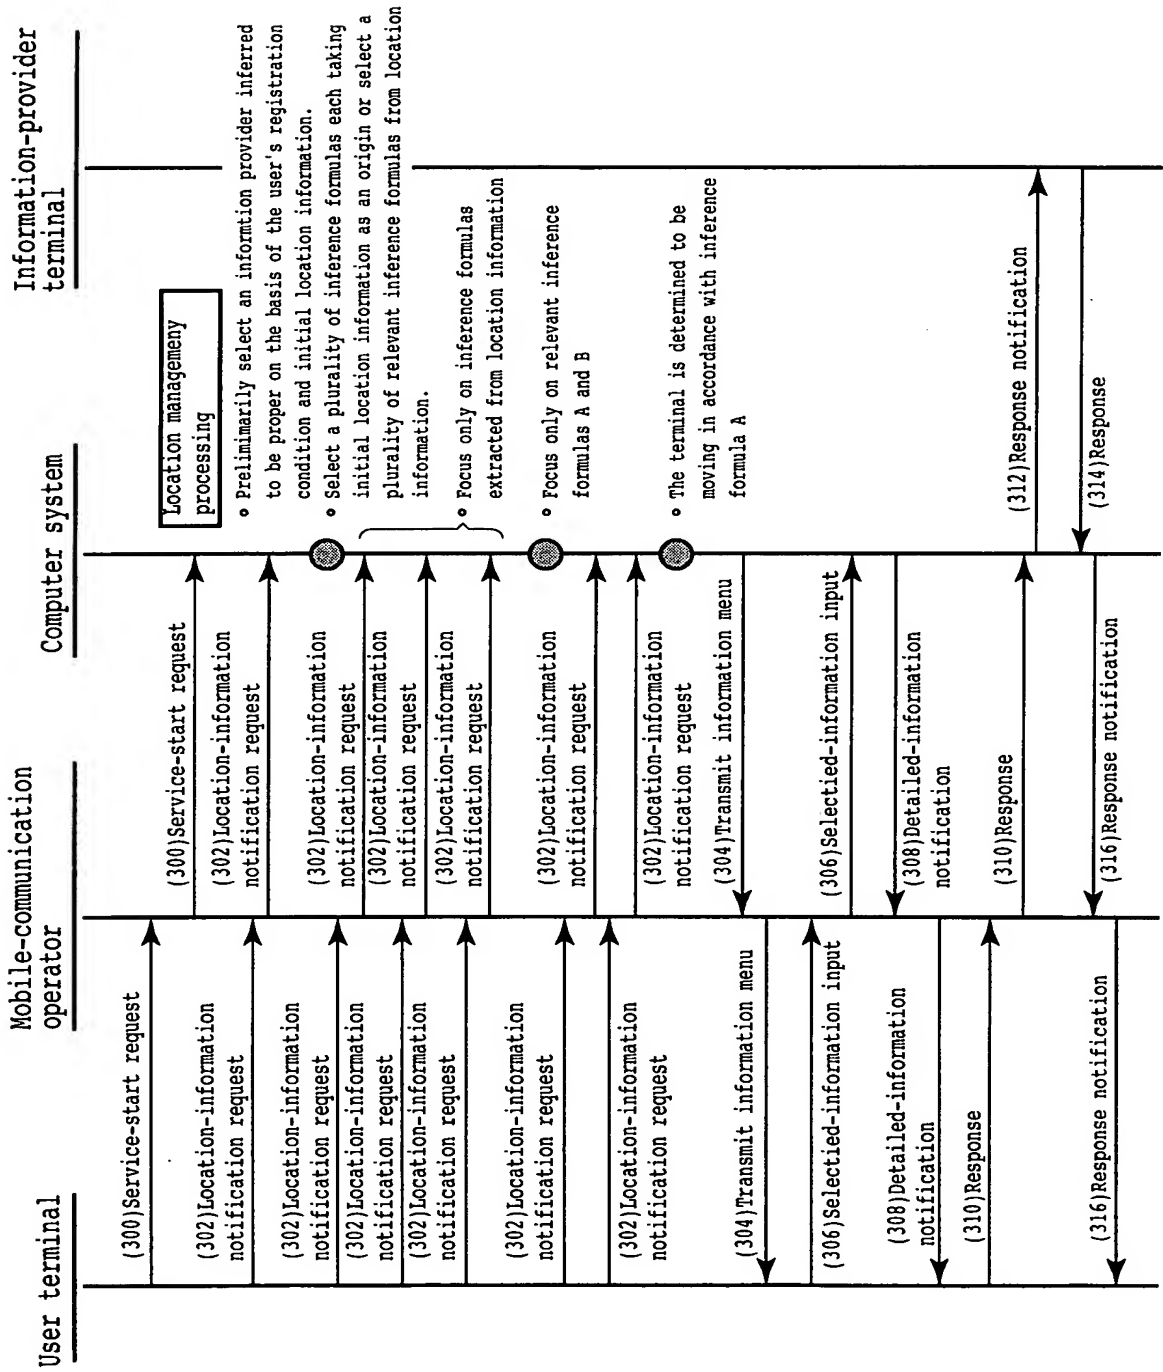 User terminal
Mobile-communication
operator
Computer system
Information-provider
terminal
(300)Service-start request
(302)Location-information
notification request
(302)Location-information
notification request
(302)Location-information
notification request
(302)Location-information
notification request
(302)Location-information
notification request
(302)Location-information
notification request
(304)Transmit information menu
(306)Selectied-information input
(308)Detailed-information
notification
(310)Response
(316)Response notification
(300)Service-start request
(302)Location-information
notification request
(302)Location-information
notification request
(302)Location-information
notification request
(302)Location-information
notification request
(302)Location-information
notification request
(302)Location-information
notification request
(304)Transmit information menu
(306)Selectied-information input
(308)Detailed-information
notification
(310)Response
(316)Response notification
Location managemeny
processing
° Prelimimarily select an informtion provider inferred
to be proper on the basis of the user's registration
condition and initial location information.
° Select a plurality of inference formulas each taking
initial location information as an origin or select a
plurality of relevant inference formulas from location
information.
° Focus only on inference formulas
extracted from location information
° Focus only on relevant inference
formulas A and B
° The terminal is determined to be
moving in accordance with inference
formula A
(312)Response notification
(314)Response